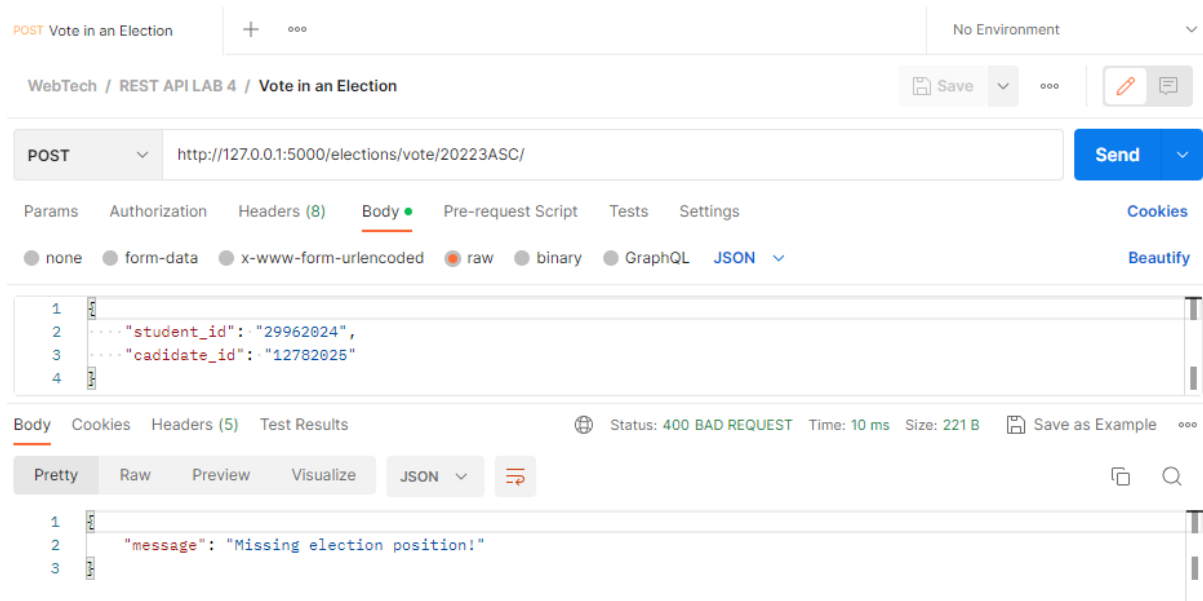 POST Vote in an Election
No Environment
WebTech / REST API LAB 4 / Vote in an Election
Save
POST http://127.0.0.1:5000/elections/vote/20223ASC/ Send
Params Authorization Headers (8) Body Pre-request Script Tests Settings Cookies
none form-data x-www-form-urlencoded raw binary GraphQL JSON Beautify
1 {
2 "student_id": "29962024",
3 "cadidate_id": "12782025"
4 }
Body Cookies Headers (5) Test Results Status: 400 BAD REQUEST Time: 10 ms Size: 221 B Save as Example
Pretty Raw Preview Visualize JSON
1 {
2 "message": "Missing election position!"
3 }